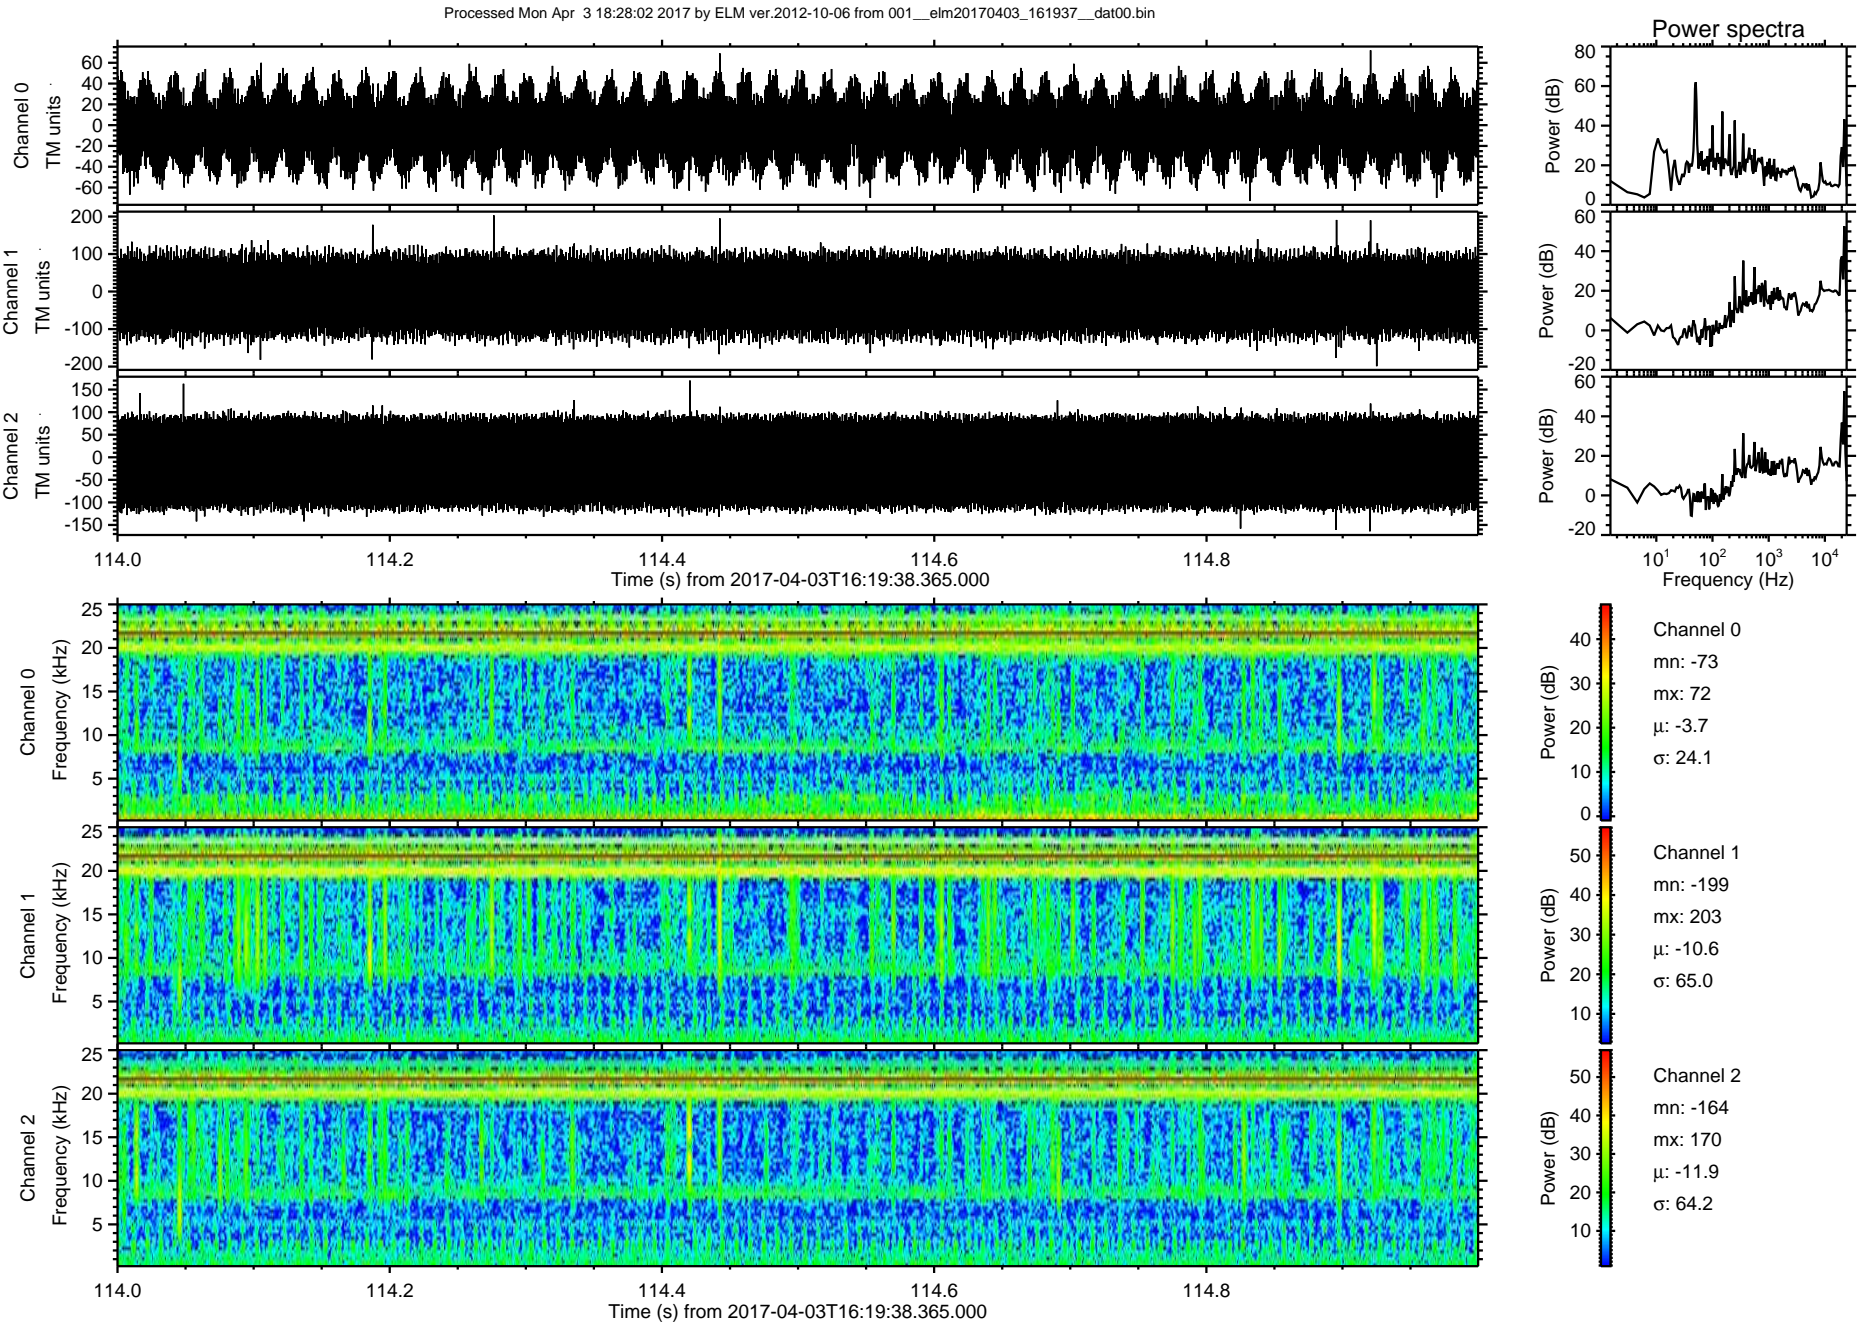 Processed Mon Apr  3 18:28:02 2017 by ELM ver.2012-10-06 from 001__elm20170403_161937__dat00.bin
Power spectra
Channel 0
TM units
60
40
20
0
-20
-40
-60
Power (dB)
80
60
40
20
0
Channel 1
TM units
200
100
0
-100
-200
Power (dB)
60
40
20
0
-20
Channel 2
TM units
150
100
50
0
-50
-100
-150
Power (dB)
60
40
20
0
-20
114.0 114.2 114.4 114.6 114.8
Time (s) from 2017-04-03T16:19:38.365.000
10¹ 10² 10³ 10⁴
Frequency (Hz)
Channel 0
Frequency (kHz)
25
20
15
10
5
Power (dB)
40
30
20
10
0
Channel 0
mn: -73
mx: 72
μ: -3.7
σ: 24.1
Channel 1
Frequency (kHz)
25
20
15
10
5
Power (dB)
50
40
30
20
10
Channel 1
mn: -199
mx: 203
μ: -10.6
σ: 65.0
Channel 2
Frequency (kHz)
25
20
15
10
5
Power (dB)
50
40
30
20
10
Channel 2
mn: -164
mx: 170
μ: -11.9
σ: 64.2
114.0 114.2 114.4 114.6 114.8
Time (s) from 2017-04-03T16:19:38.365.000